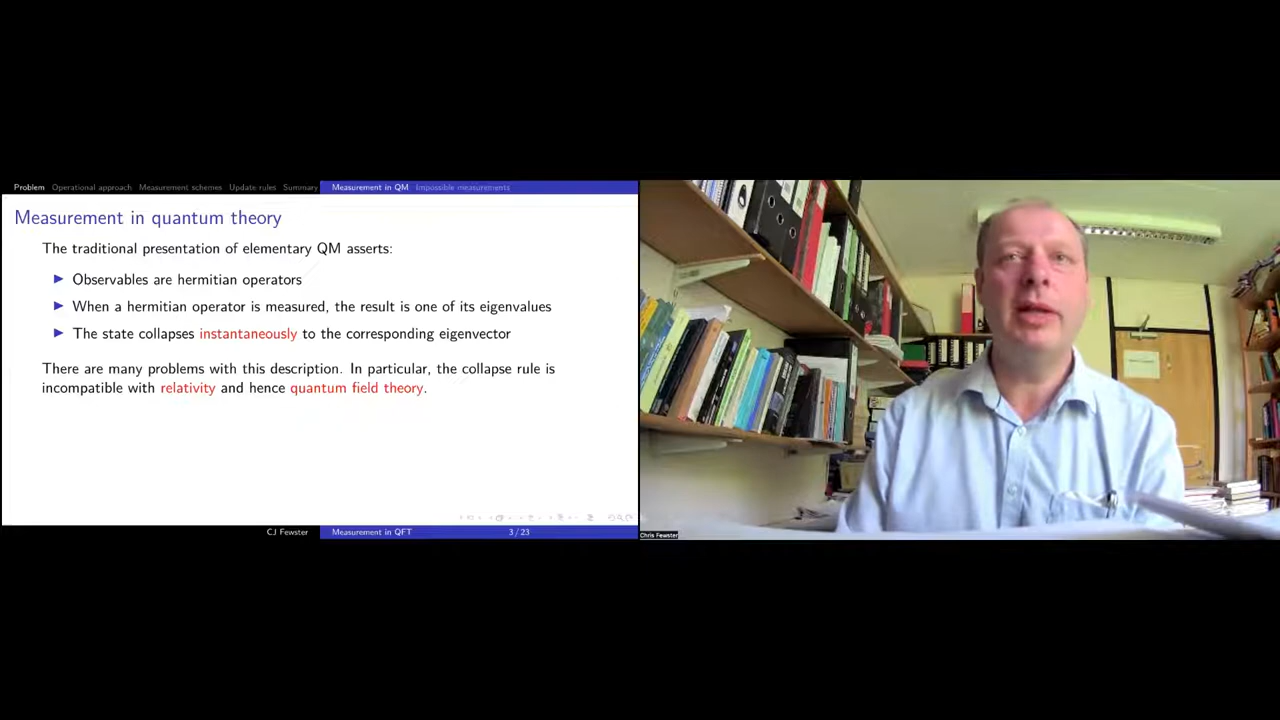 Problem Operational approach Measurement schemes Update rules Summary Measurement in QM Impossible measurements
Measurement in quantum theory
The traditional presentation of elementary QM asserts:
Observables are hermitian operators
When a hermitian operator is measured, the result is one of its eigenvalues
The state collapses instantaneously to the corresponding eigenvector
There are many problems with this description. In particular, the collapse rule is
incompatible with relativity and hence quantum field theory.
CJ Fewster Measurement in QFT 3 / 23
Chris Fewster